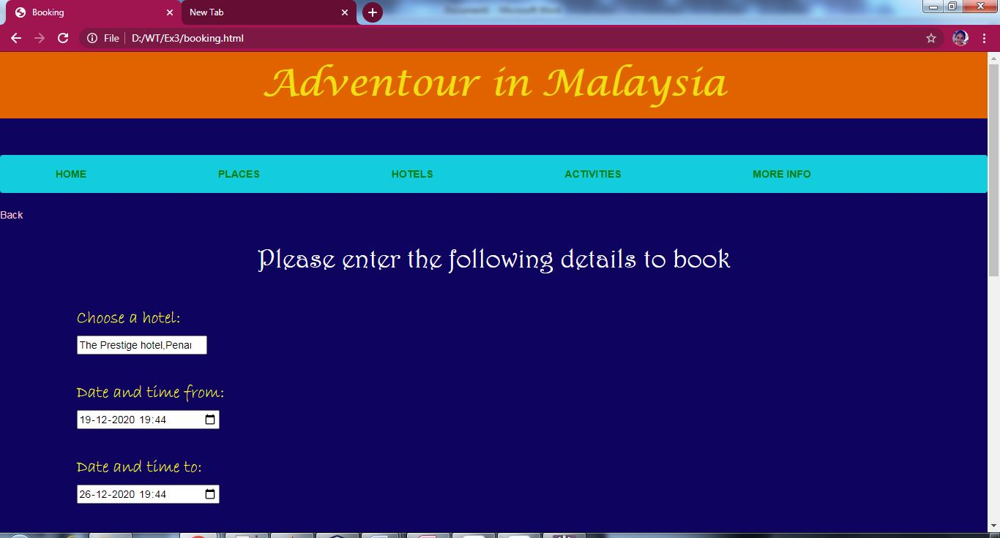 Booking
New Tab
File
D:/WT/Ex3/booking.html
Adventour in Malaysia
HOME PLACES HOTELS ACTIVITIES MORE INFO
Back
Please enter the following details to book
Choose a hotel:
The Prestige hotel,Penai
Date and time from:
19-12-2020 19:44
Date and time to:
26-12-2020 19:44